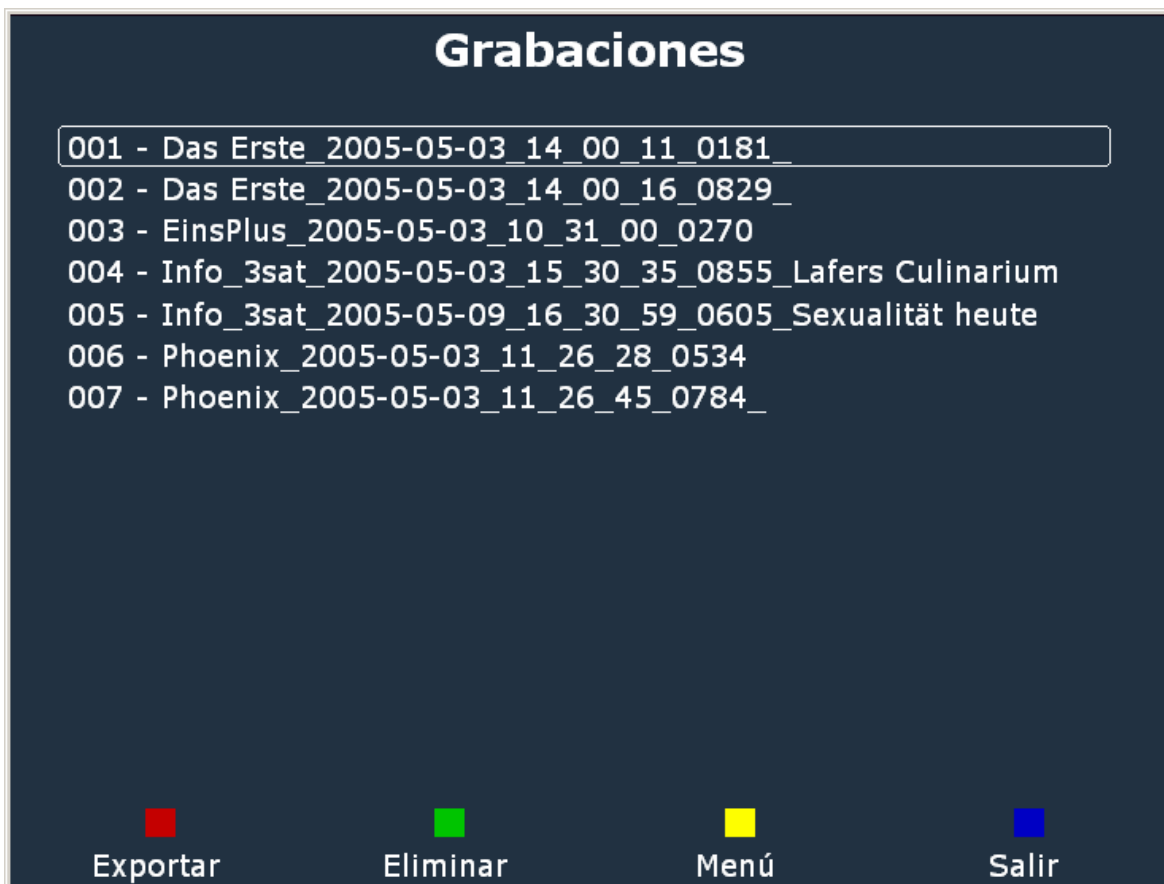 Grabaciones
001 - Das Erste_2005-05-03_14_00_11_0181_
002 - Das Erste_2005-05-03_14_00_16_0829_
003 - EinsPlus_2005-05-03_10_31_00_0270
004 - Info_3sat_2005-05-03_15_30_35_0855_Lafers Culinarium
005 - Info_3sat_2005-05-09_16_30_59_0605_Sexualität heute
006 - Phoenix_2005-05-03_11_26_28_0534
007 - Phoenix_2005-05-03_11_26_45_0784_
Exportar Eliminar Menú Salir